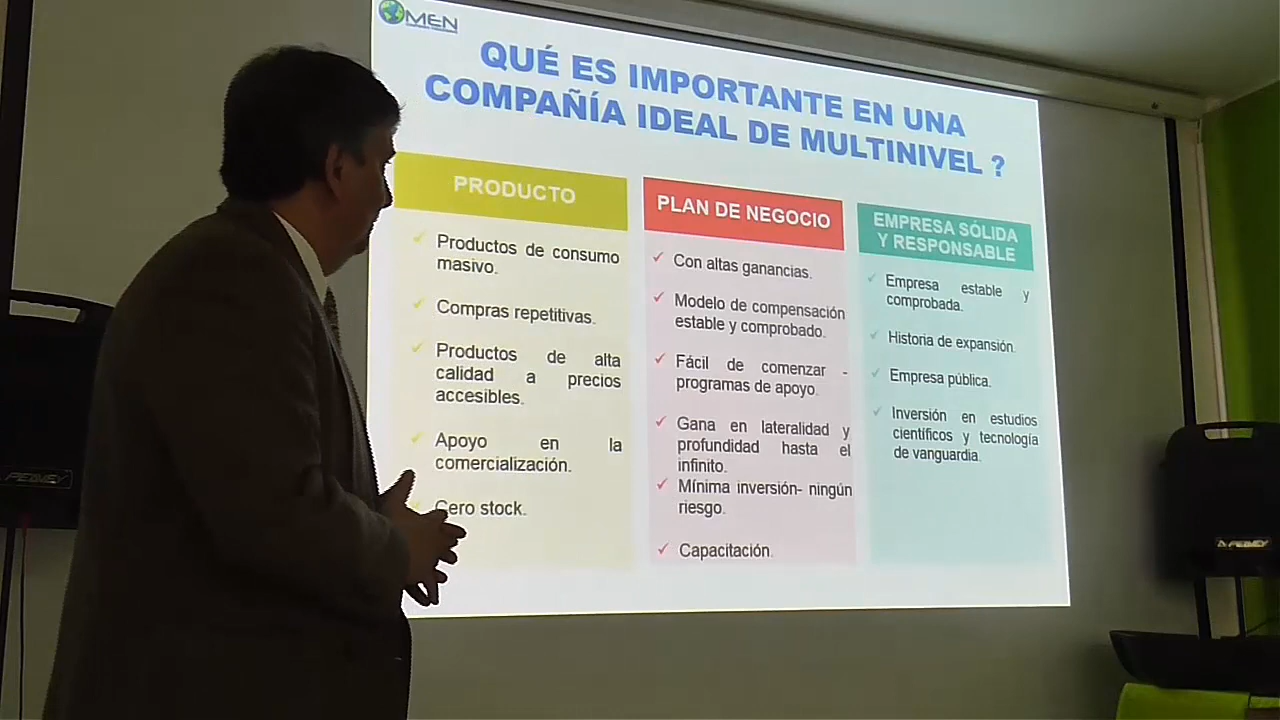 OMEN
QUÉ ES IMPORTANTE EN UNA
COMPAÑÍA IDEAL DE MULTINIVEL ?
PRODUCTO
Productos de consumo
masivo.
Compras repetitivas.
Productos de alta
calidad a precios
accesibles.
Apoyo en la
comercialización.
Cero stock.
PLAN DE NEGOCIO
Con altas ganancias.
Modelo de compensación
estable y comprobado.
Fácil de comenzar -
programas de apoyo.
Gana en lateralidad y
profundidad hasta el
infinito.
Mínima inversión- ningún
riesgo.
Capacitación.
EMPRESA SÓLIDA
Y RESPONSABLE
Empresa estable y
comprobada.
Historia de expansión.
Empresa pública.
Inversión en estudios
científicos y tecnología
de vanguardia.